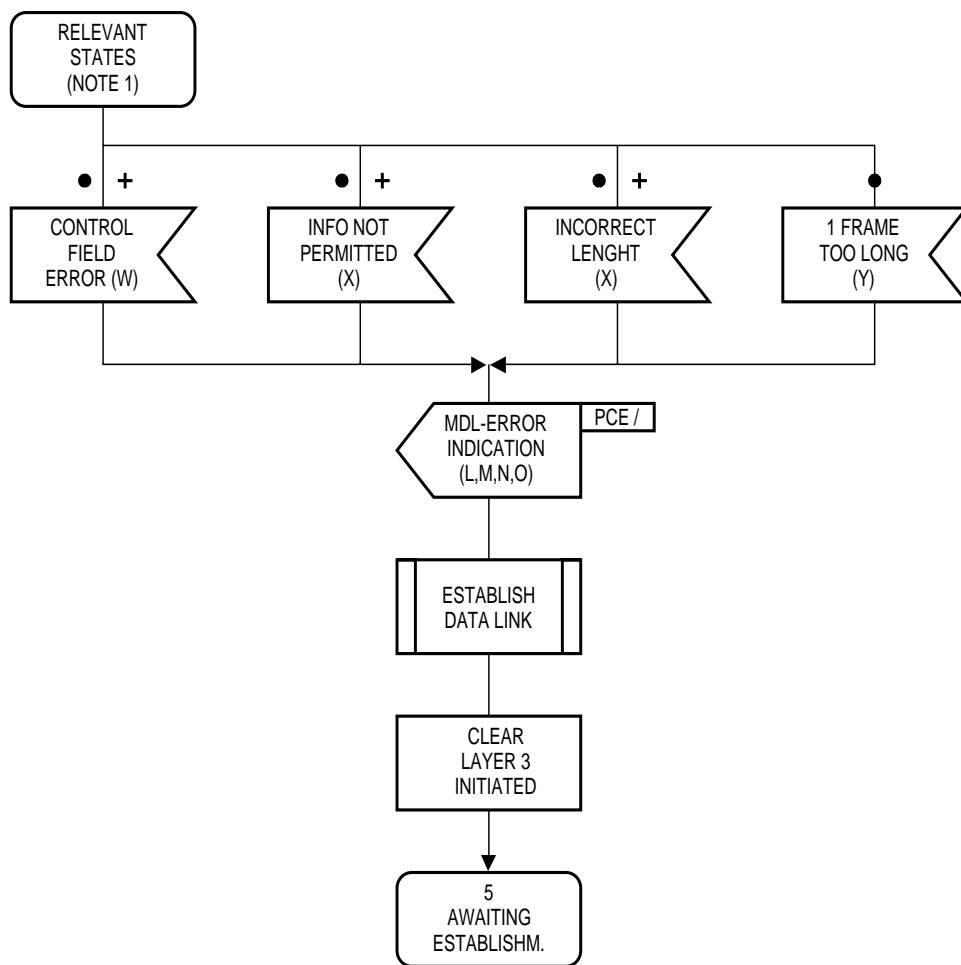 RELEVANT
STATES
(NOTE 1)
+
+
+
CONTROL
FIELD
ERROR (W)
INFO NOT
PERMITTED
(X)
INCORRECT
LENGHT
(X)
1 FRAME
TOO LONG
(Y)
MDL-ERROR
INDICATION
(L,M,N,O)
PCE /
ESTABLISH
DATA LINK
CLEAR
LAYER 3
INITIATED
5
AWAITING
ESTABLISHM.